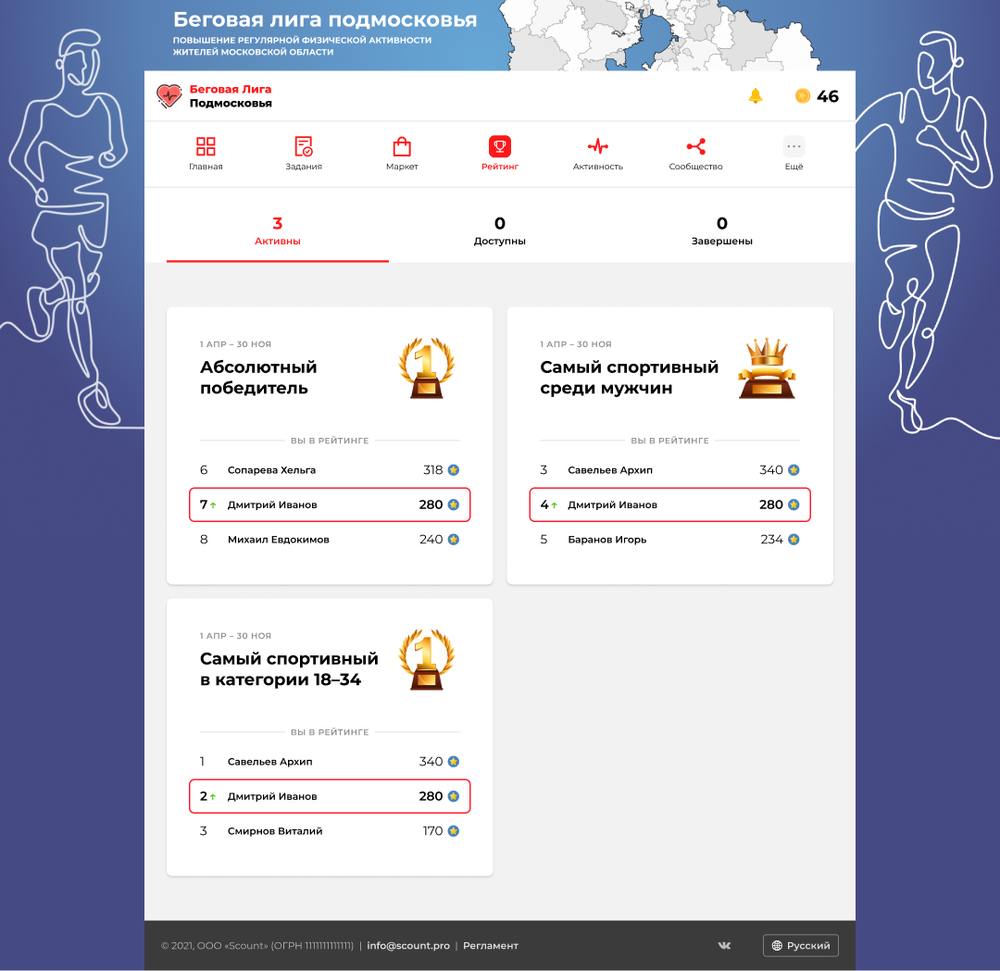 Беговая лига подмосковья
ПОВЫШЕНИЕ РЕГУЛЯРНОЙ ФИЗИЧЕСКОЙ АКТИВНОСТИ
ЖИТЕЛЕЙ МОСКОВСКОЙ ОБЛАСТИ
Беговая Лига
Подмосковья
46
Главная
Задания
Маркет
Рейтинг
Активность
Сообщество
Ещё
3
Активны
0
Доступны
0
Завершены
1 АПР – 30 НОЯ
Абсолютный
победитель
1
ВЫ В РЕЙТИНГЕ
6 Сопарева Хельга 318
7 ↑ Дмитрий Иванов 280
8 Михаил Евдокимов 240
1 АПР – 30 НОЯ
Самый спортивный
среди мужчин
ВЫ В РЕЙТИНГЕ
3 Савельев Архип 340
4 ↑ Дмитрий Иванов 280
5 Баранов Игорь 234
1 АПР – 30 НОЯ
Самый спортивный
в категории 18–34
1
ВЫ В РЕЙТИНГЕ
1 Савельев Архип 340
2 ↑ Дмитрий Иванов 280
3 Смирнов Виталий 170
© 2021, ООО «Scount» (ОГРН 1111111111111) | info@scount.pro | Регламент
Русский